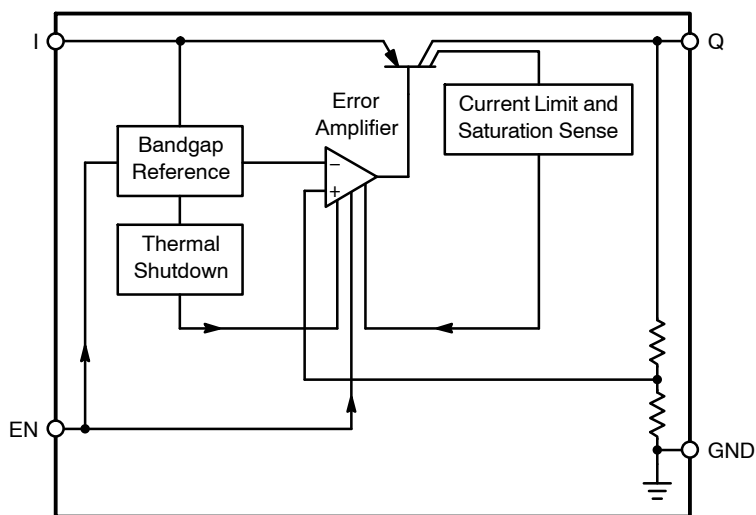 I
Q
Error
Amplifier
Current Limit and
Saturation Sense
Bandgap
Reference
−
+
Thermal
Shutdown
EN
GND